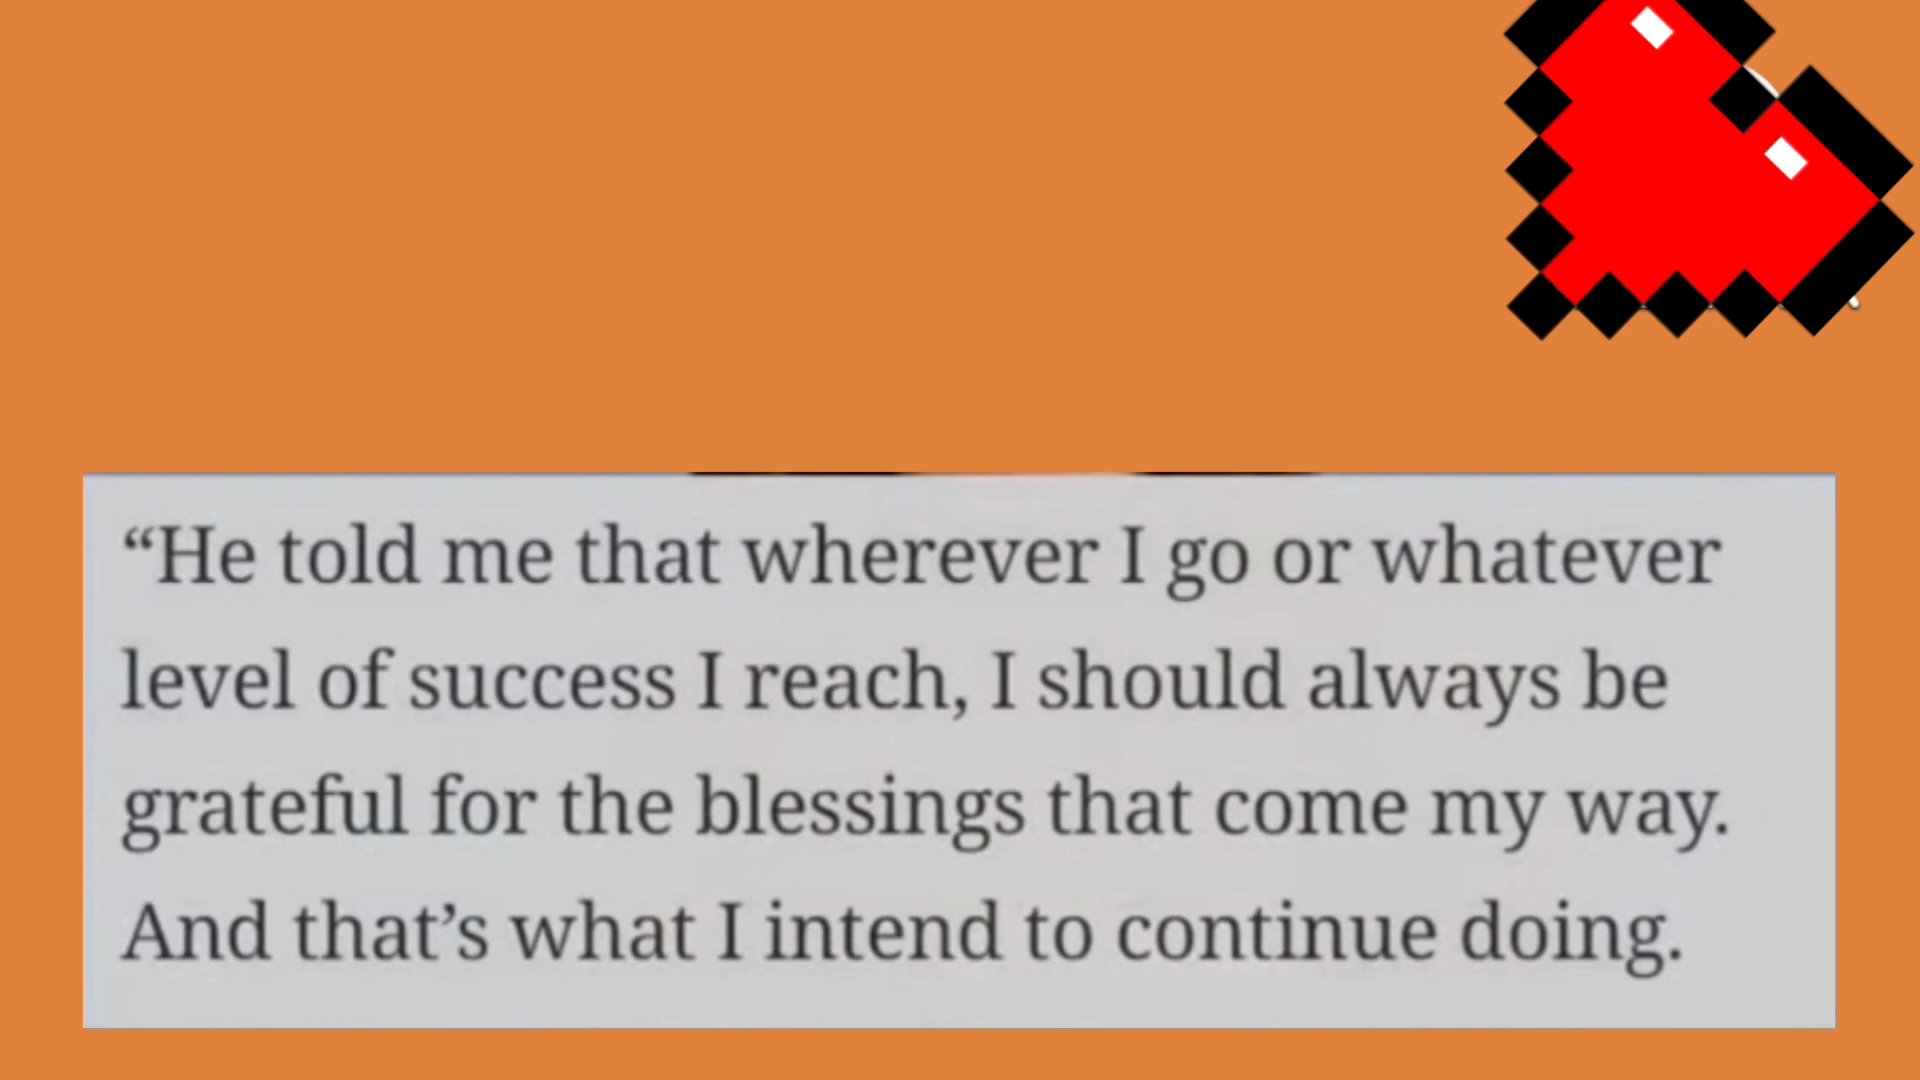 “He told me that wherever I go or whatever
level of success I reach, I should always be
grateful for the blessings that come my way.
And that’s what I intend to continue doing.